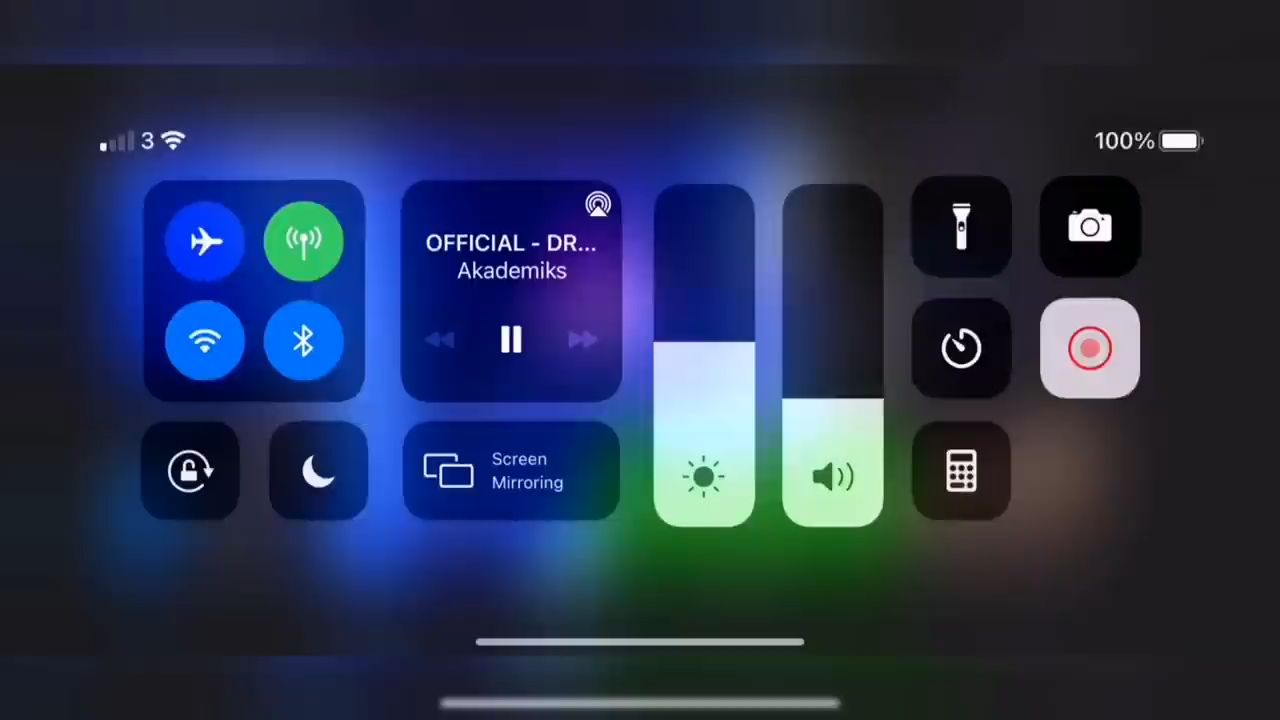 3
100%
OFFICIAL - DR...
Akademiks
Screen
Mirroring